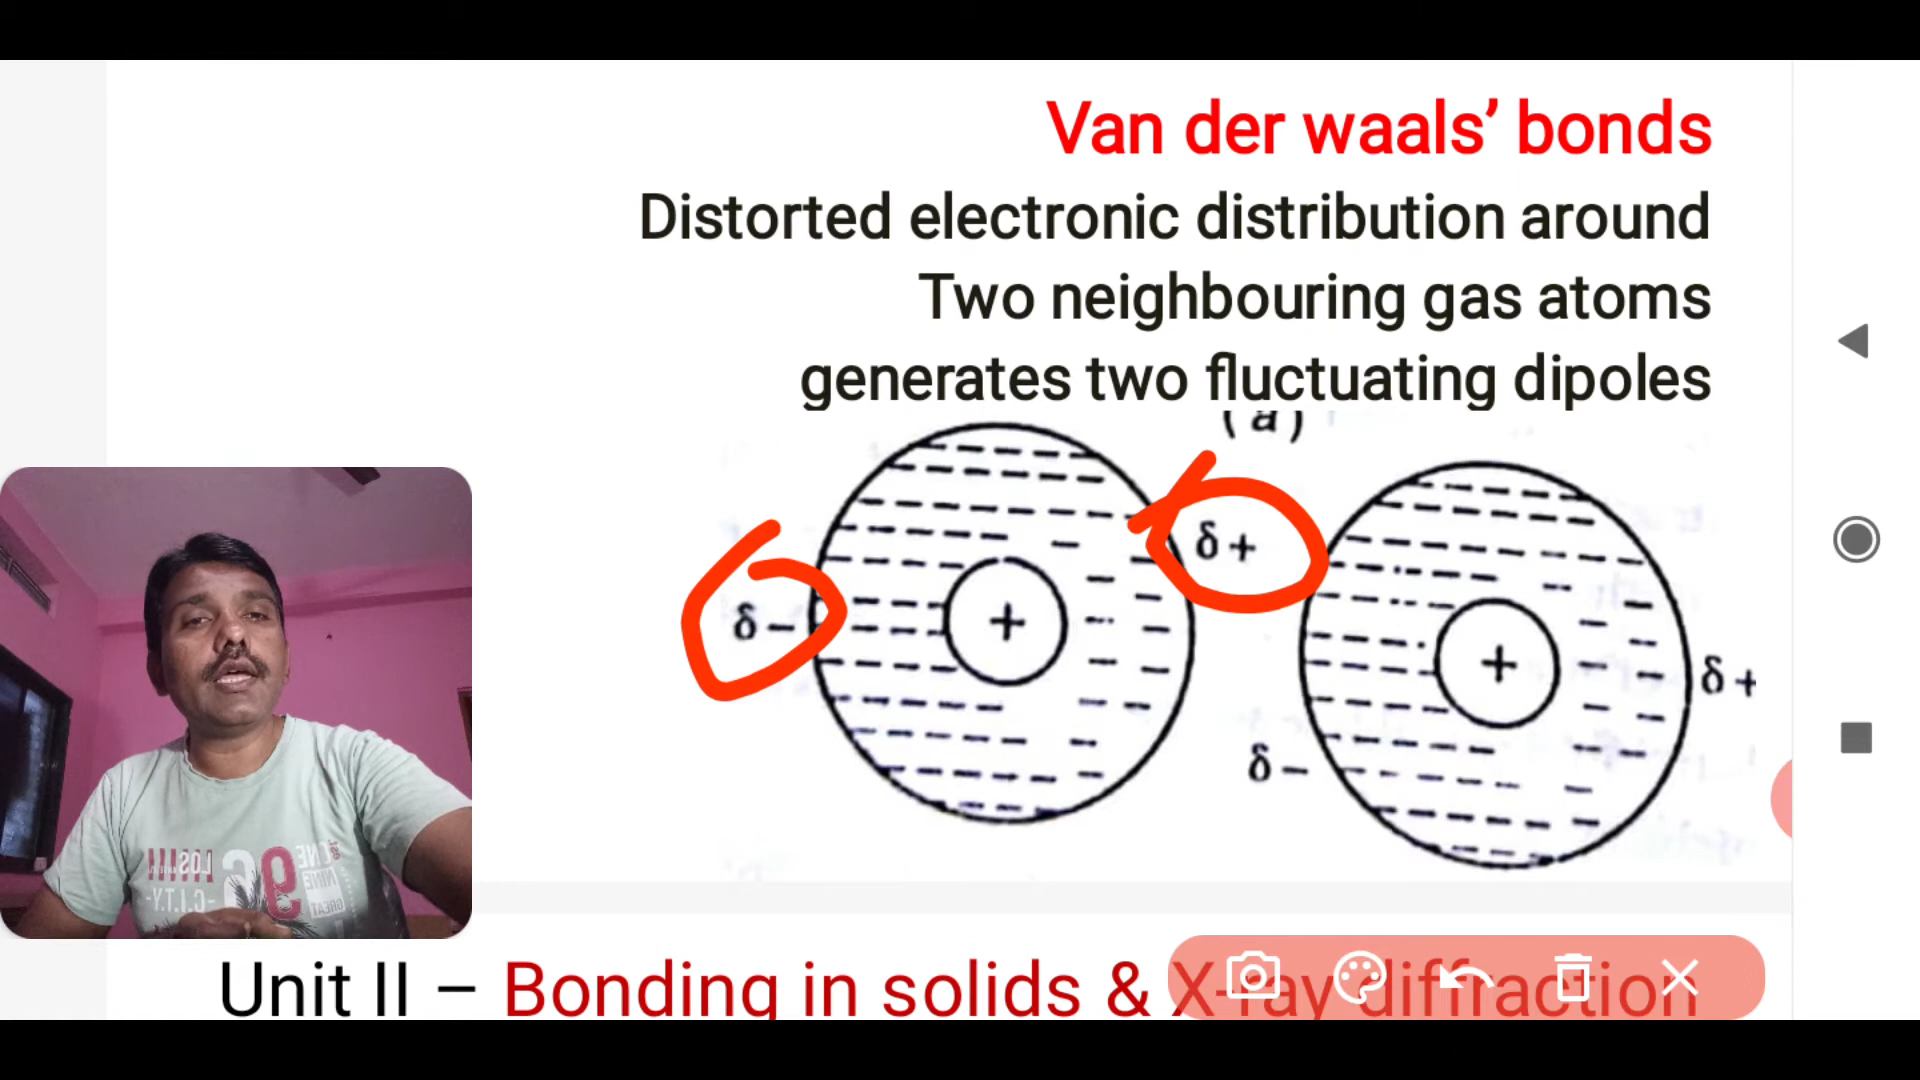 Van der waals’ bonds
Distorted electronic distribution around
Two neighbouring gas atoms
generates two fluctuating dipoles
(a)
δ+
δ−
+
+
δ+
δ−
Unit II – Bonding in solids & X-ray diffraction